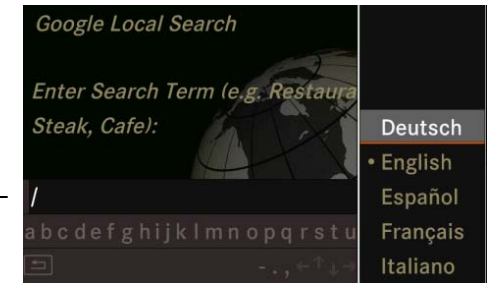 Google Local Search
Enter Search Term (e.g. Restaura
Steak, Cafe):
/
abcdefghijklmnopqrstu
-.,←↑↓→
Deutsch
• English
Español
Français
Italiano